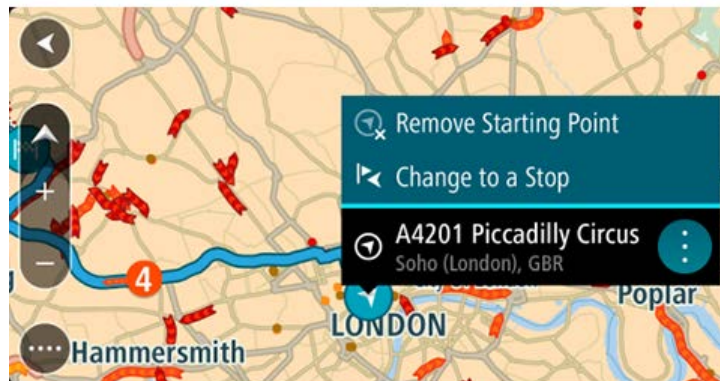 Remove Starting Point
Change to a Stop
A4201 Piccadilly Circus
Soho (London), GBR
Poplar
4
LONDON
Hammersmith